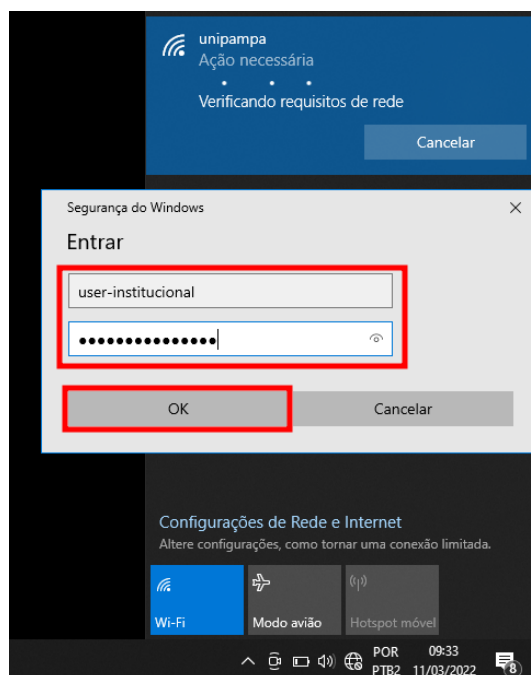 unipampa
Ação necessária
Verificando requisitos de rede
Cancelar
Segurança do Windows
Entrar
user-institucional
●●●●●●●●●●●●●●●
OK
Cancelar
Configurações de Rede e Internet
Altere configurações, como tornar uma conexão limitada.
Wi-Fi
Modo avião
Hotspot móvel
POR
PTB2
09:33
11/03/2022
8